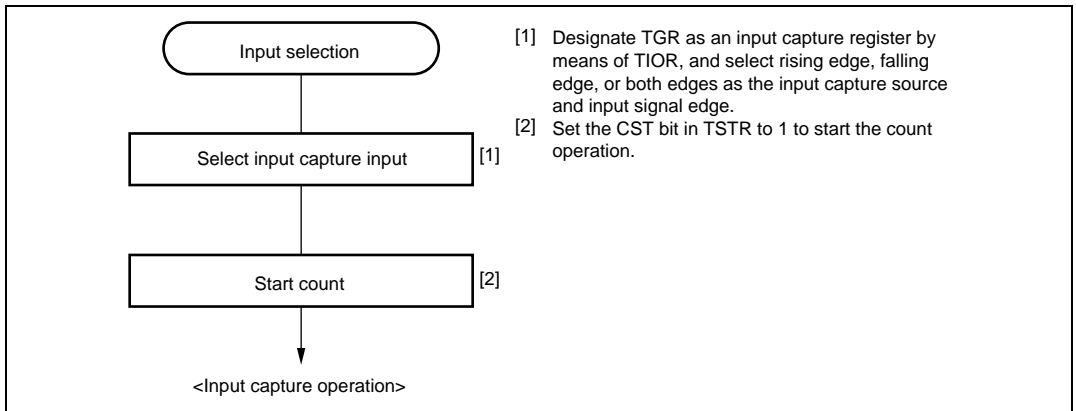 Input selection
Select input capture input
[1]
Start count
[2]
<Input capture operation>
[1] Designate TGR as an input capture register by
means of TIOR, and select rising edge, falling
edge, or both edges as the input capture source
and input signal edge.
[2] Set the CST bit in TSTR to 1 to start the count
operation.